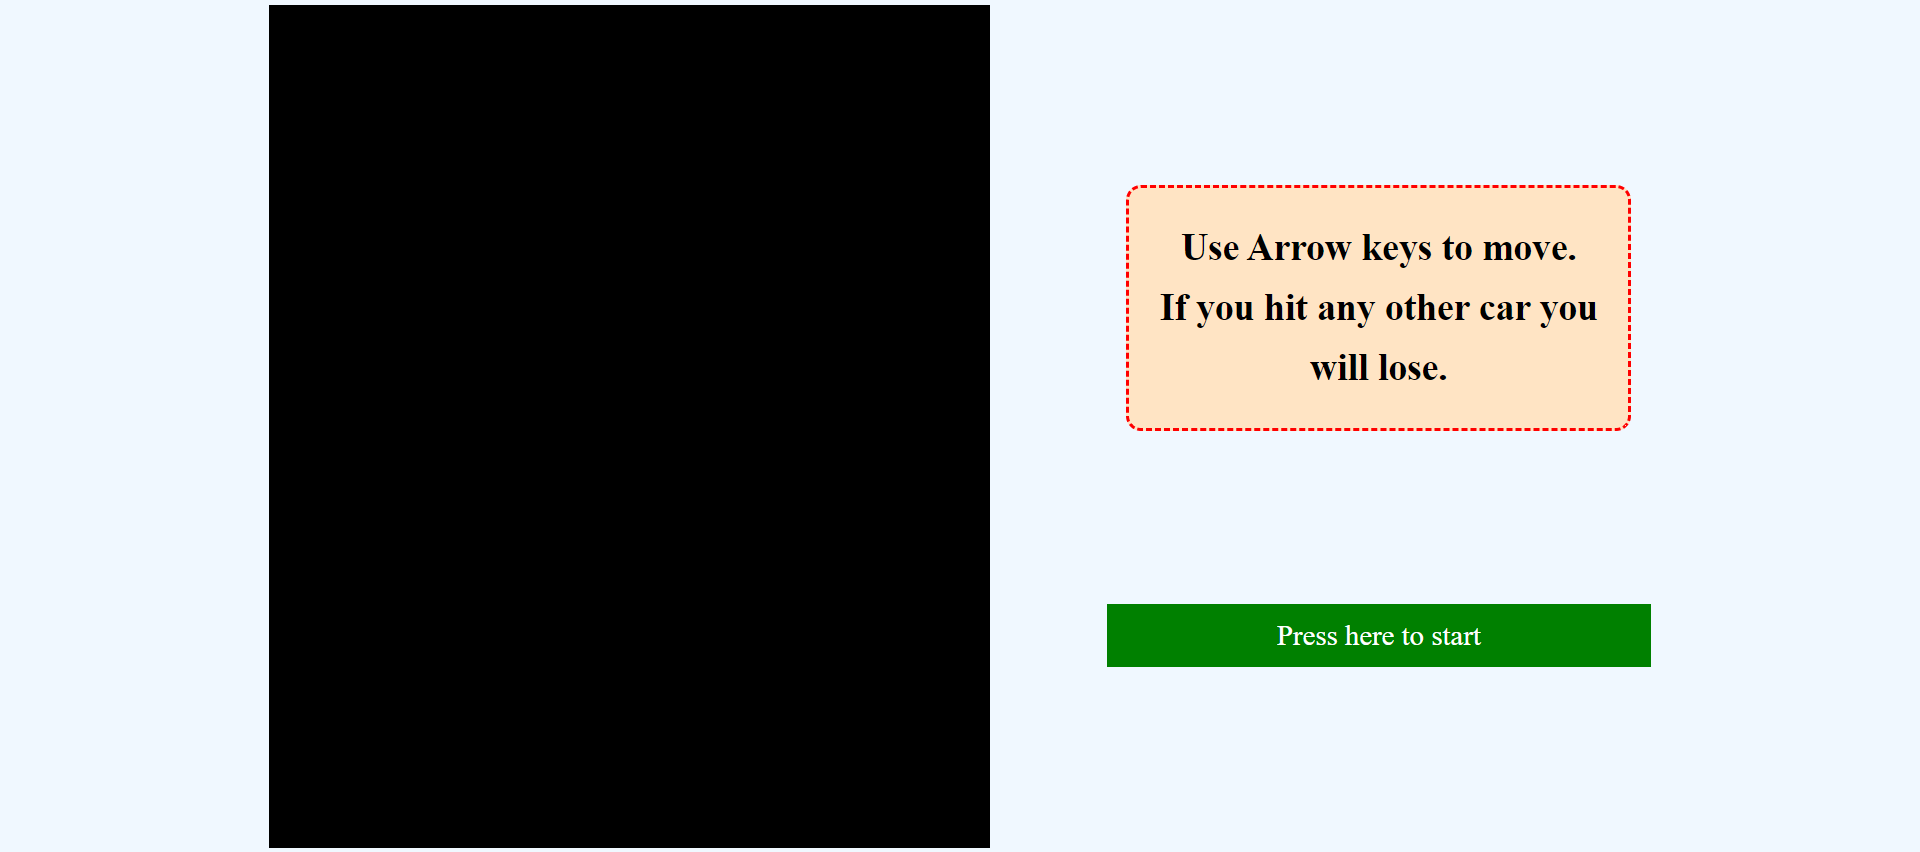 Use Arrow keys to move.
If you hit any other car you
will lose.
Press here to start